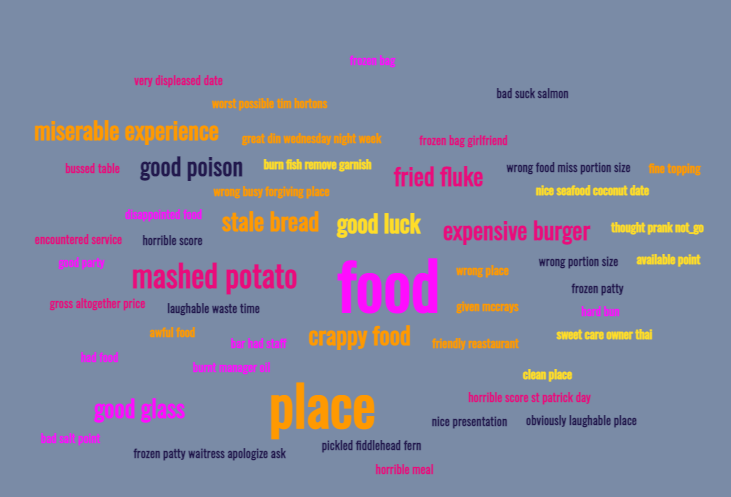 frozen bag
very displeased date
bad suck salmon
worst possible tim hortons
miserable experience
great din wednesday night week
frozen bag girlfriend
bussed table
good poison
burn fish remove garnish
fried fluke
wrong food miss portion size
fine topping
wrong busy forgiving place
nice seafood coconut date
disappointed food
stale bread
good luck
expensive burger
thought prank not_go
encountered service
horrible score
good party
mashed potato
food
wrong place
wrong portion size
available point
frozen patty
gross altogether price
laughable waste time
given mccrays
hard bun
awful food
bar bad staff
crappy food
friendly reastaurant
sweet care owner thai
bad food
burnt manager oil
clean place
good glass
place
horrible score st patrick day
nice presentation
obviously laughable place
bad salt point
frozen patty waitress apologize ask
pickled fiddlehead fern
horrible meal